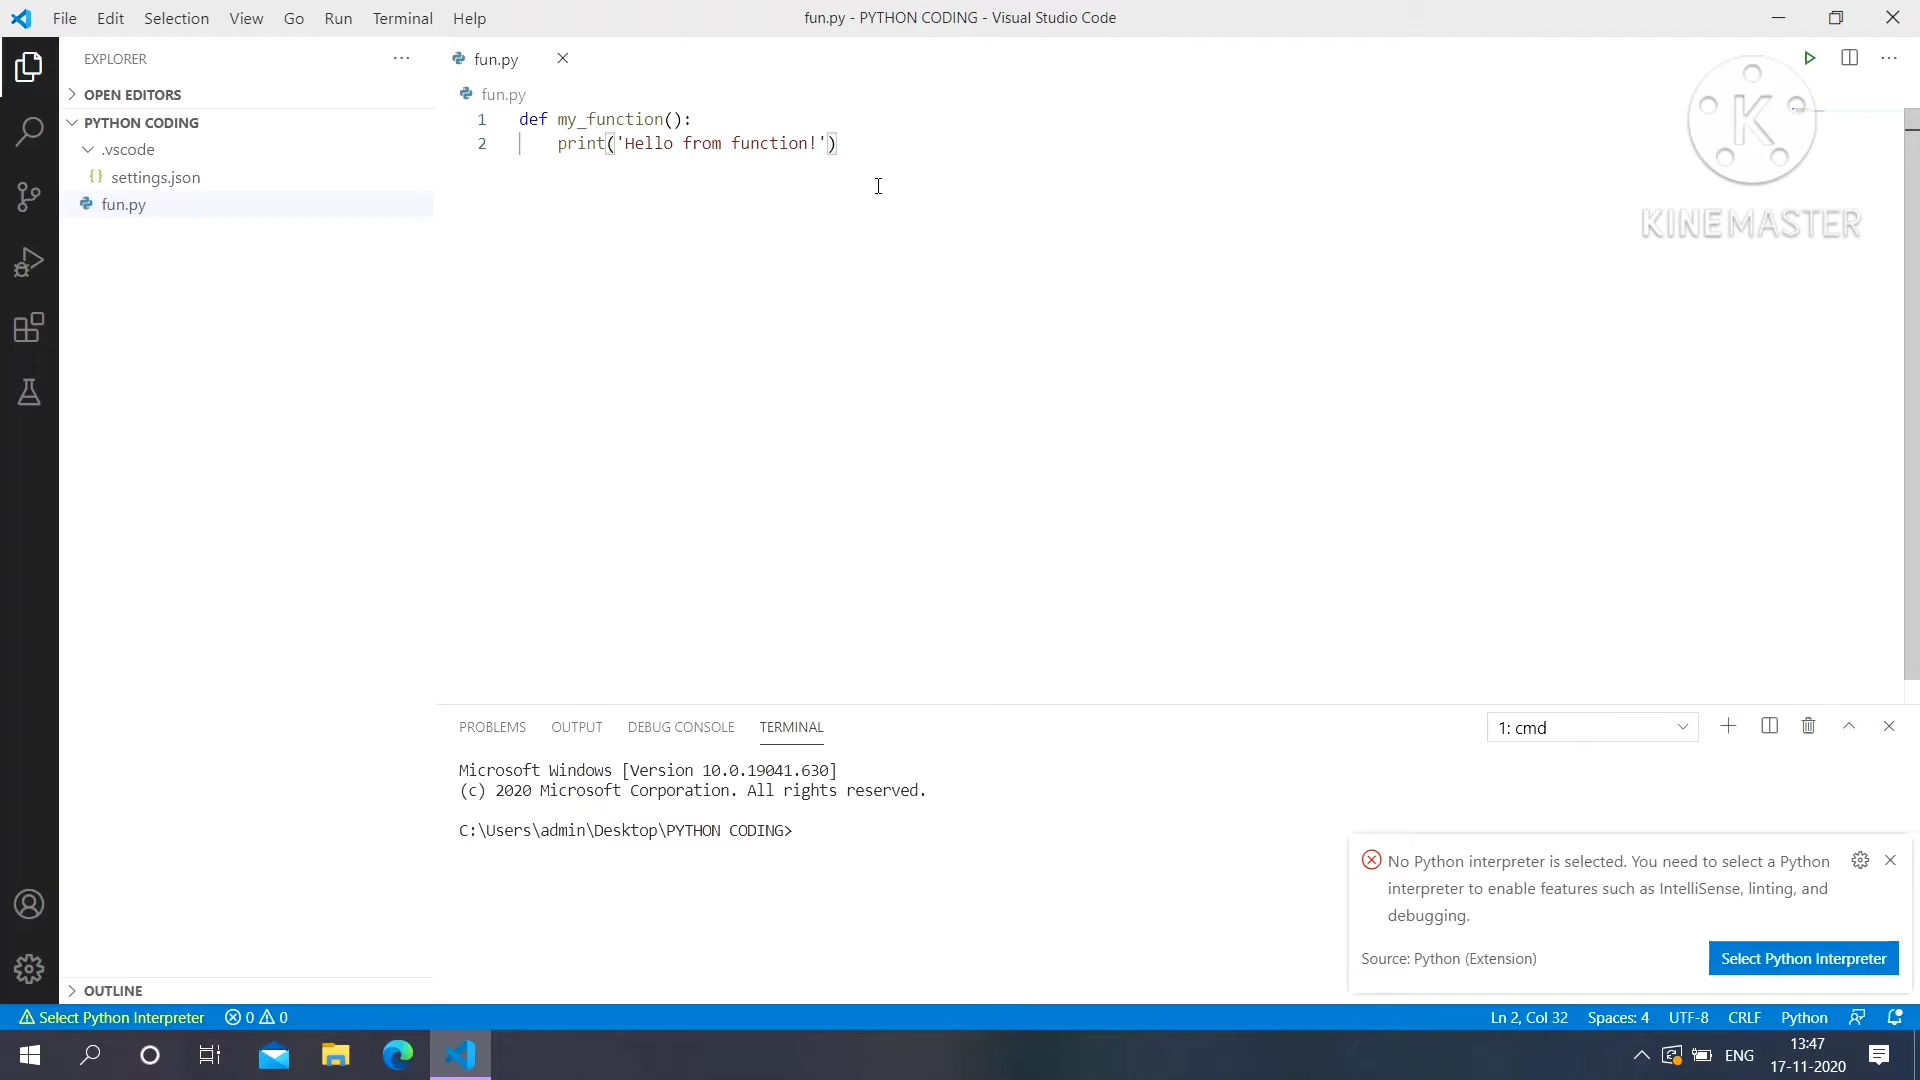 File Edit Selection View Go Run Terminal Help
fun.py - PYTHON CODING - Visual Studio Code
EXPLORER
OPEN EDITORS
PYTHON CODING
.vscode
{} settings.json
fun.py
fun.py
fun.py
1 def my_function():
2 print('Hello from function!')
K
KINEMASTER
PROBLEMS OUTPUT DEBUG CONSOLE TERMINAL
1: cmd
Microsoft Windows [Version 10.0.19041.630]
(c) 2020 Microsoft Corporation. All rights reserved.
C:\Users\admin\Desktop\PYTHON CODING>
No Python interpreter is selected. You need to select a Python
interpreter to enable features such as IntelliSense, linting, and
debugging.
Source: Python (Extension)
Select Python Interpreter
OUTLINE
Select Python Interpreter 0 0
Ln 2, Col 32 Spaces: 4 UTF-8 CRLF Python
ENG
13:47
17-11-2020